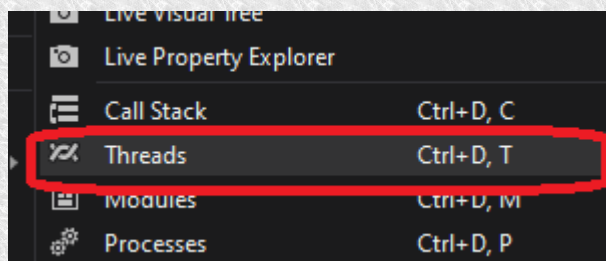 Live Visual Tree
Live Property Explorer
Call Stack Ctrl+D, C
Threads Ctrl+D, T
Modules Ctrl+D, M
Processes Ctrl+D, P